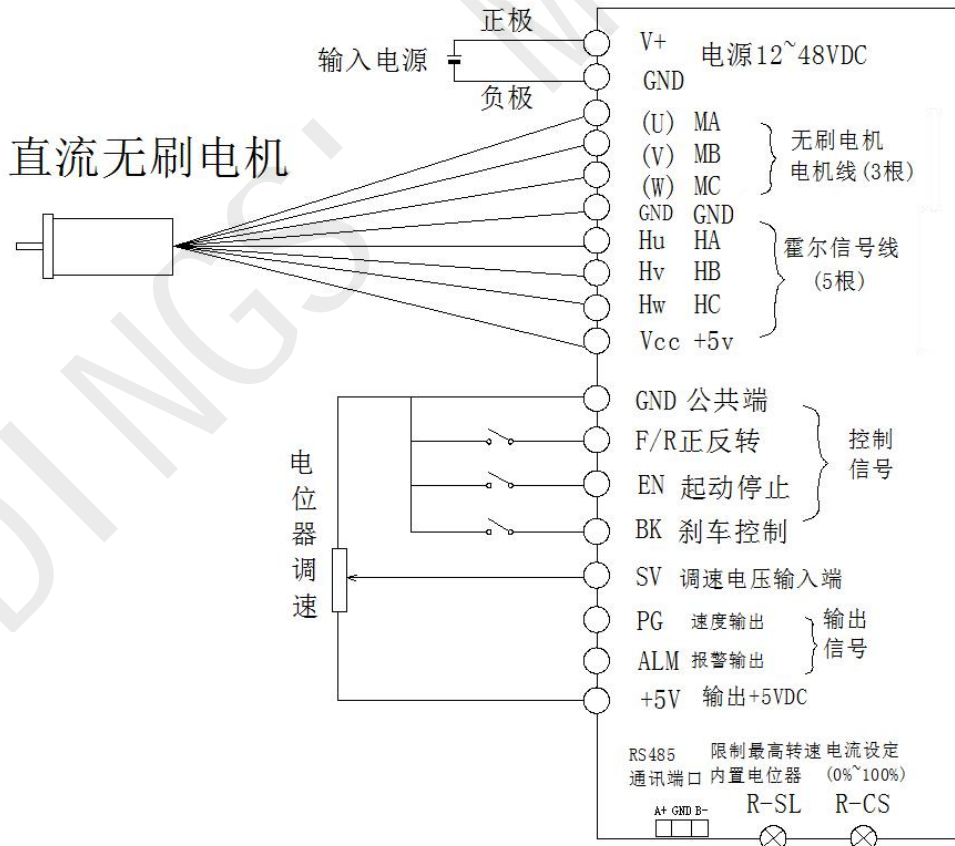 正极
输入电源
负极
直流无刷电机
V+ 电源12~48VDC
GND
(U) MA
(V) MB
(W) MC
无刷电机
电机线(3根)
GND GND
Hu HA
Hv HB
Hw HC
Vcc +5v
霍尔信号线
(5根)
GND 公共端
F/R正反转
EN 起动停止
BK 刹车控制
控制
信号
电位器调速
SV 调速电压输入端
PG 速度输出
ALM 报警输出
输出
信号
+5V 输出+5VDC
RS485
通讯端口
A+ GND B-
限制最高转速
内置电位器
R-SL
电流设定
(0%~100%)
R-CS
DINGS' M